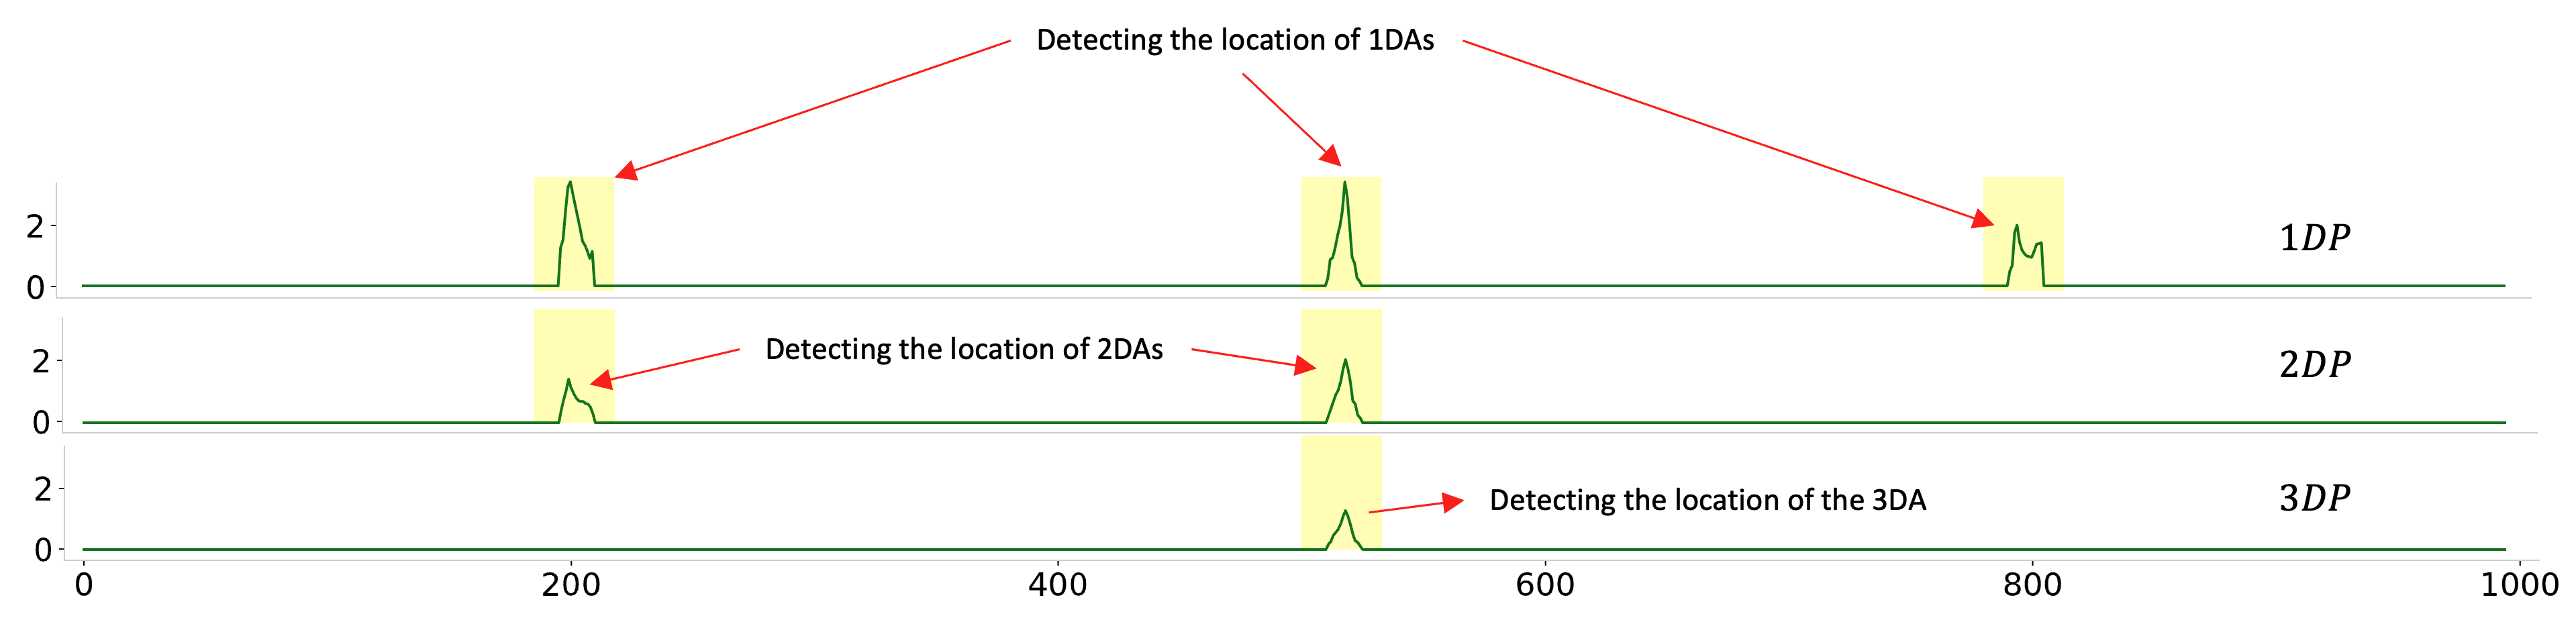 Detecting the location of 1DAs
2
0
1DP
Detecting the location of 2DAs
2
0
2DP
Detecting the location of the 3DA
2
0
3DP
0 200 400 600 800 1000